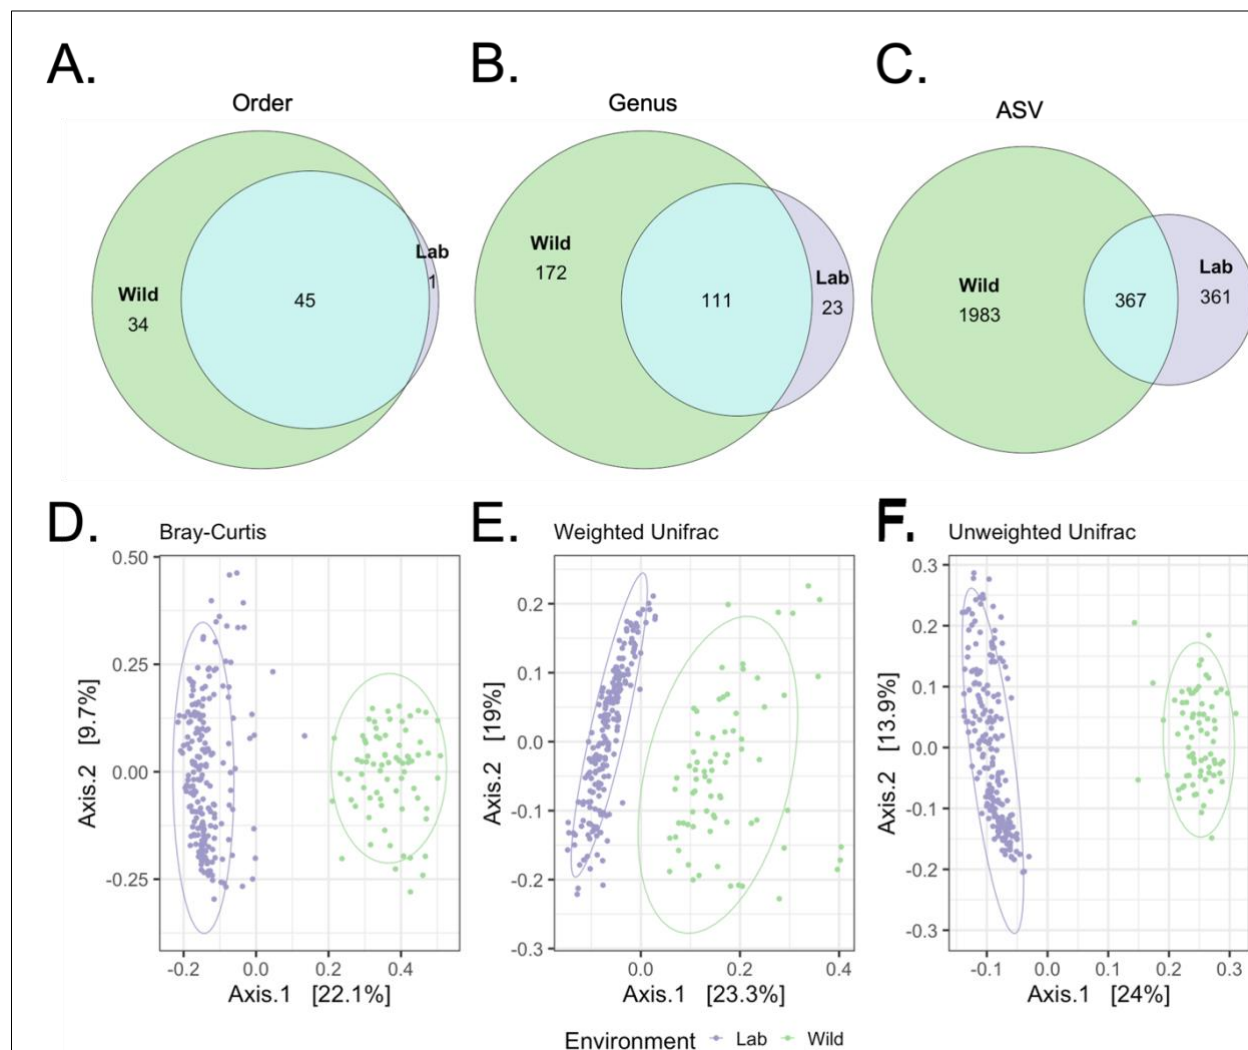 A.
B.
C.
Order
Genus
ASV
Wild
34
45
Lab
1
Wild
172
111
Lab
23
Wild
1983
367
Lab
361
D.
Bray-Curtis
E.
Weighted Unifrac
F.
Unweighted Unifrac
Axis.2 [9.7%]
0.50
0.25
0.00
-0.25
-0.2 0.0 0.2 0.4
Axis.1 [22.1%]
Axis.2 [19%]
0.2
0.1
0.0
-0.1
-0.2
-0.3
0.0 0.2 0.4
Axis.1 [23.3%]
Axis.2 [13.9%]
0.3
0.2
0.1
0.0
-0.1
-0.2
-0.3
-0.1 0.0 0.1 0.2 0.3
Axis.1 [24%]
Environment Lab Wild